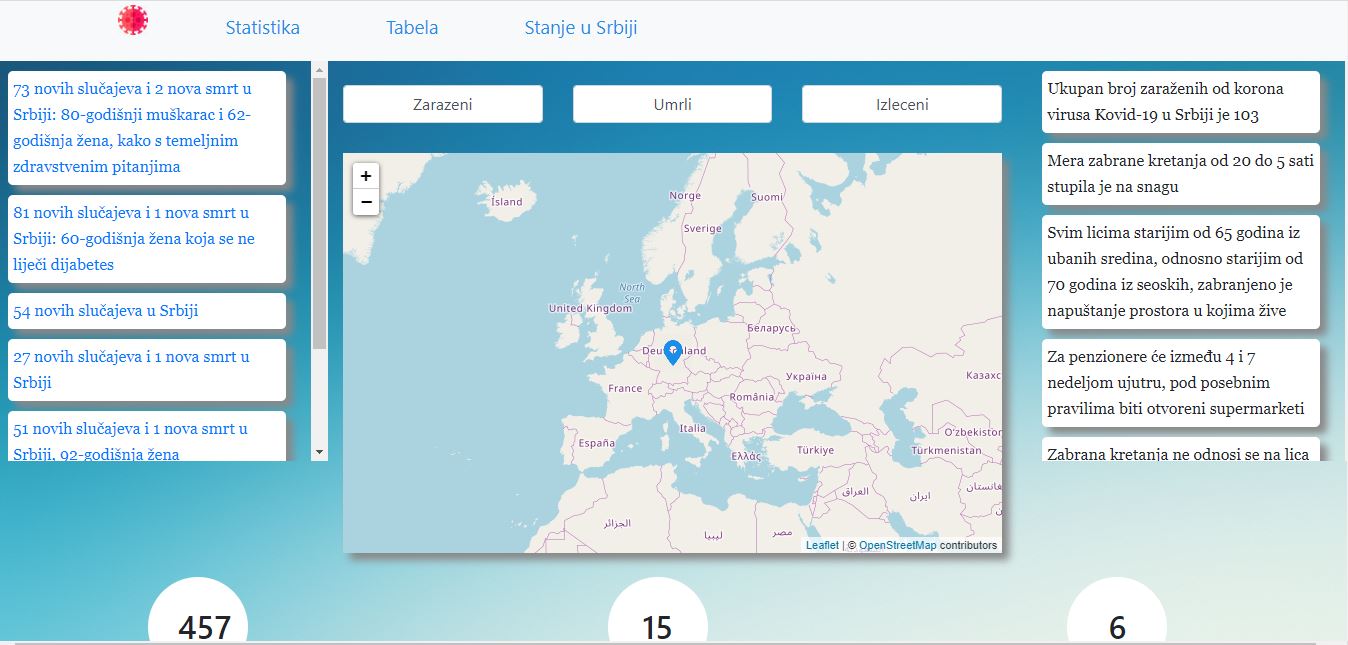 Statistika
Tabela
Stanje u Srbiji
73 novih slučajeva i 2 nova smrt u
Srbiji: 80-godišnji muškarac i 62-
godišnja žena, kako s temeljnim
zdravstvenim pitanjima
81 novih slučajeva i 1 nova smrt u
Srbiji: 60-godišnja žena koja se ne
liječi dijabetes
54 novih slučajeva u Srbiji
27 novih slučajeva i 1 nova smrt u
Srbiji
51 novih slučajeva i 1 nova smrt u
Srbiji, 92-godišnja žena
Zarazeni
Umrli
Izleceni
+
−
Ísland
Norge
Suomi
Sverige
North
Sea
United Kingdom
Беларусь
Deutschland
Україна
Казахс
France
România
Italia
O'zbekiston
España
Ελλάς
Türkiye
Türkmenistan
العراق
ایران
الجزائر
ليبيا
مصر
Leaflet | © OpenStreetMap contributors
Ukupan broj zaraženih od korona
virusa Kovid-19 u Srbiji je 103
Mera zabrane kretanja od 20 do 5 sati
stupila je na snagu
Svim licima starijim od 65 godina iz
ubanih sredina, odnosno starijim od
70 godina iz seoskih, zabranjeno je
napuštanje prostora u kojima žive
Za penzionere će između 4 i 7
nedeljom ujutru, pod posebnim
pravilima biti otvoreni supermarketi
Zabrana kretanja ne odnosi se na lica
457
15
6